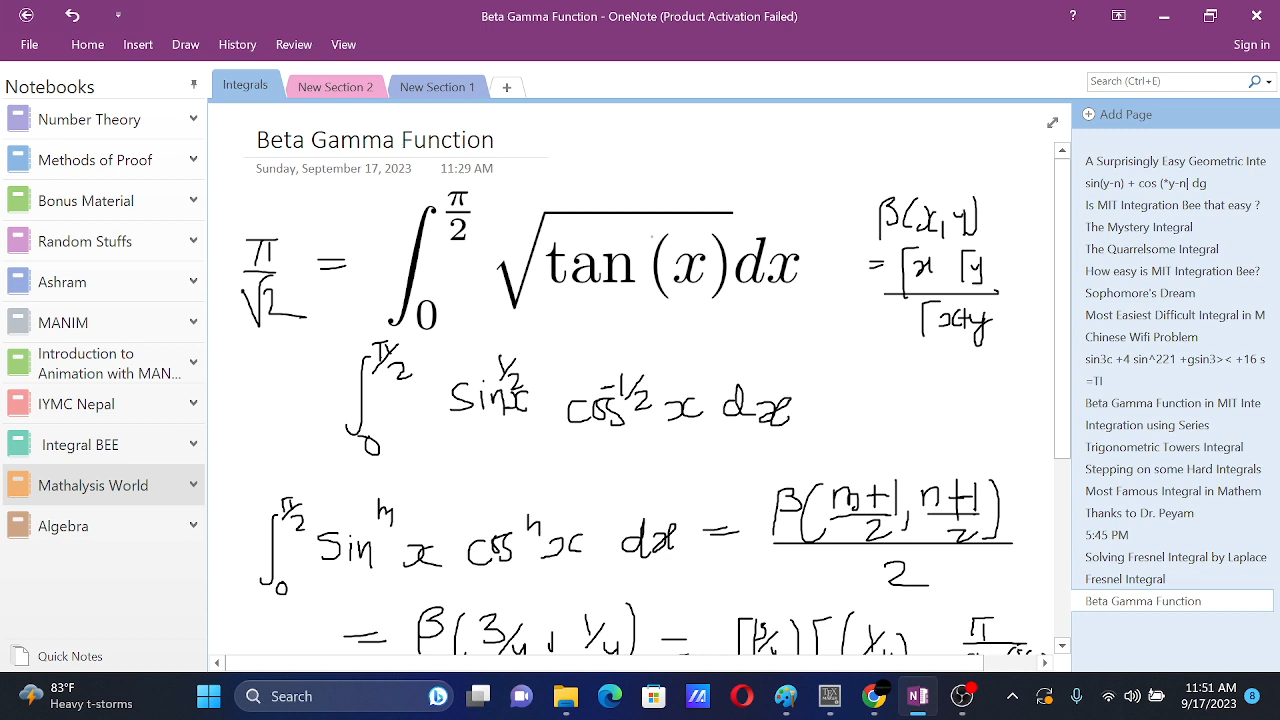 Beta Gamma Function - OneNote (Product Activation Failed)
?
File Home Insert Draw History Review View Sign in
Notebooks
Integrals New Section 2 New Section 1 +
Search (Ctrl+E)
Number Theory
Methods of Proof
Bonus Material
Random Stuffs
Ashbin
MANIM
Introduction to
Animation with MAN...
IYMC Nepal
Integral BEE
Mathalysis World
Algebra
Quick Notes
Beta Gamma Function
Sunday, September 17, 2023 11:29 AM
π/√2 = ∫₀^(π/2) √tan (x) dx
β(x, y)
= Γx Γy / Γx+y
∫₀^(π/2) sin^(1/2) x cos^(-1/2) x dx
∫₀^(π/2) sin^m x cos^n x dx = β((m+1)/2, (n+1)/2) / 2
= β(3/4, 1/4) =
Add Page
A Surprisingly Easy Geometric Inte
sin(y-n) + cos (*x-n] dg
Is MIT Integration Bee that easy ?
The Mystery Integral
The Trigonometric Integral
How easy is MIT Integration Bee?
Sophomore's Dream
Most Easiest Difficult Integral in M
Chinese Wifi Password Problem
sin3c +4 sin^221 +gsin3>< +16 s
=TI
Beta Gamma Function in MIT Inte
Integration using Series
Trigonometric Towers Integral
Stepping on some Hard Integrals
Most Famous Integral in Mathem
Thanks to Dr. Peyam
5:45 PM
Solving Fresnel Integral by Laplace
Fresnel Integral
Beta Gamma Function
83°F
Heavy t-storms
Search
11:51 AM
9/17/2023
8